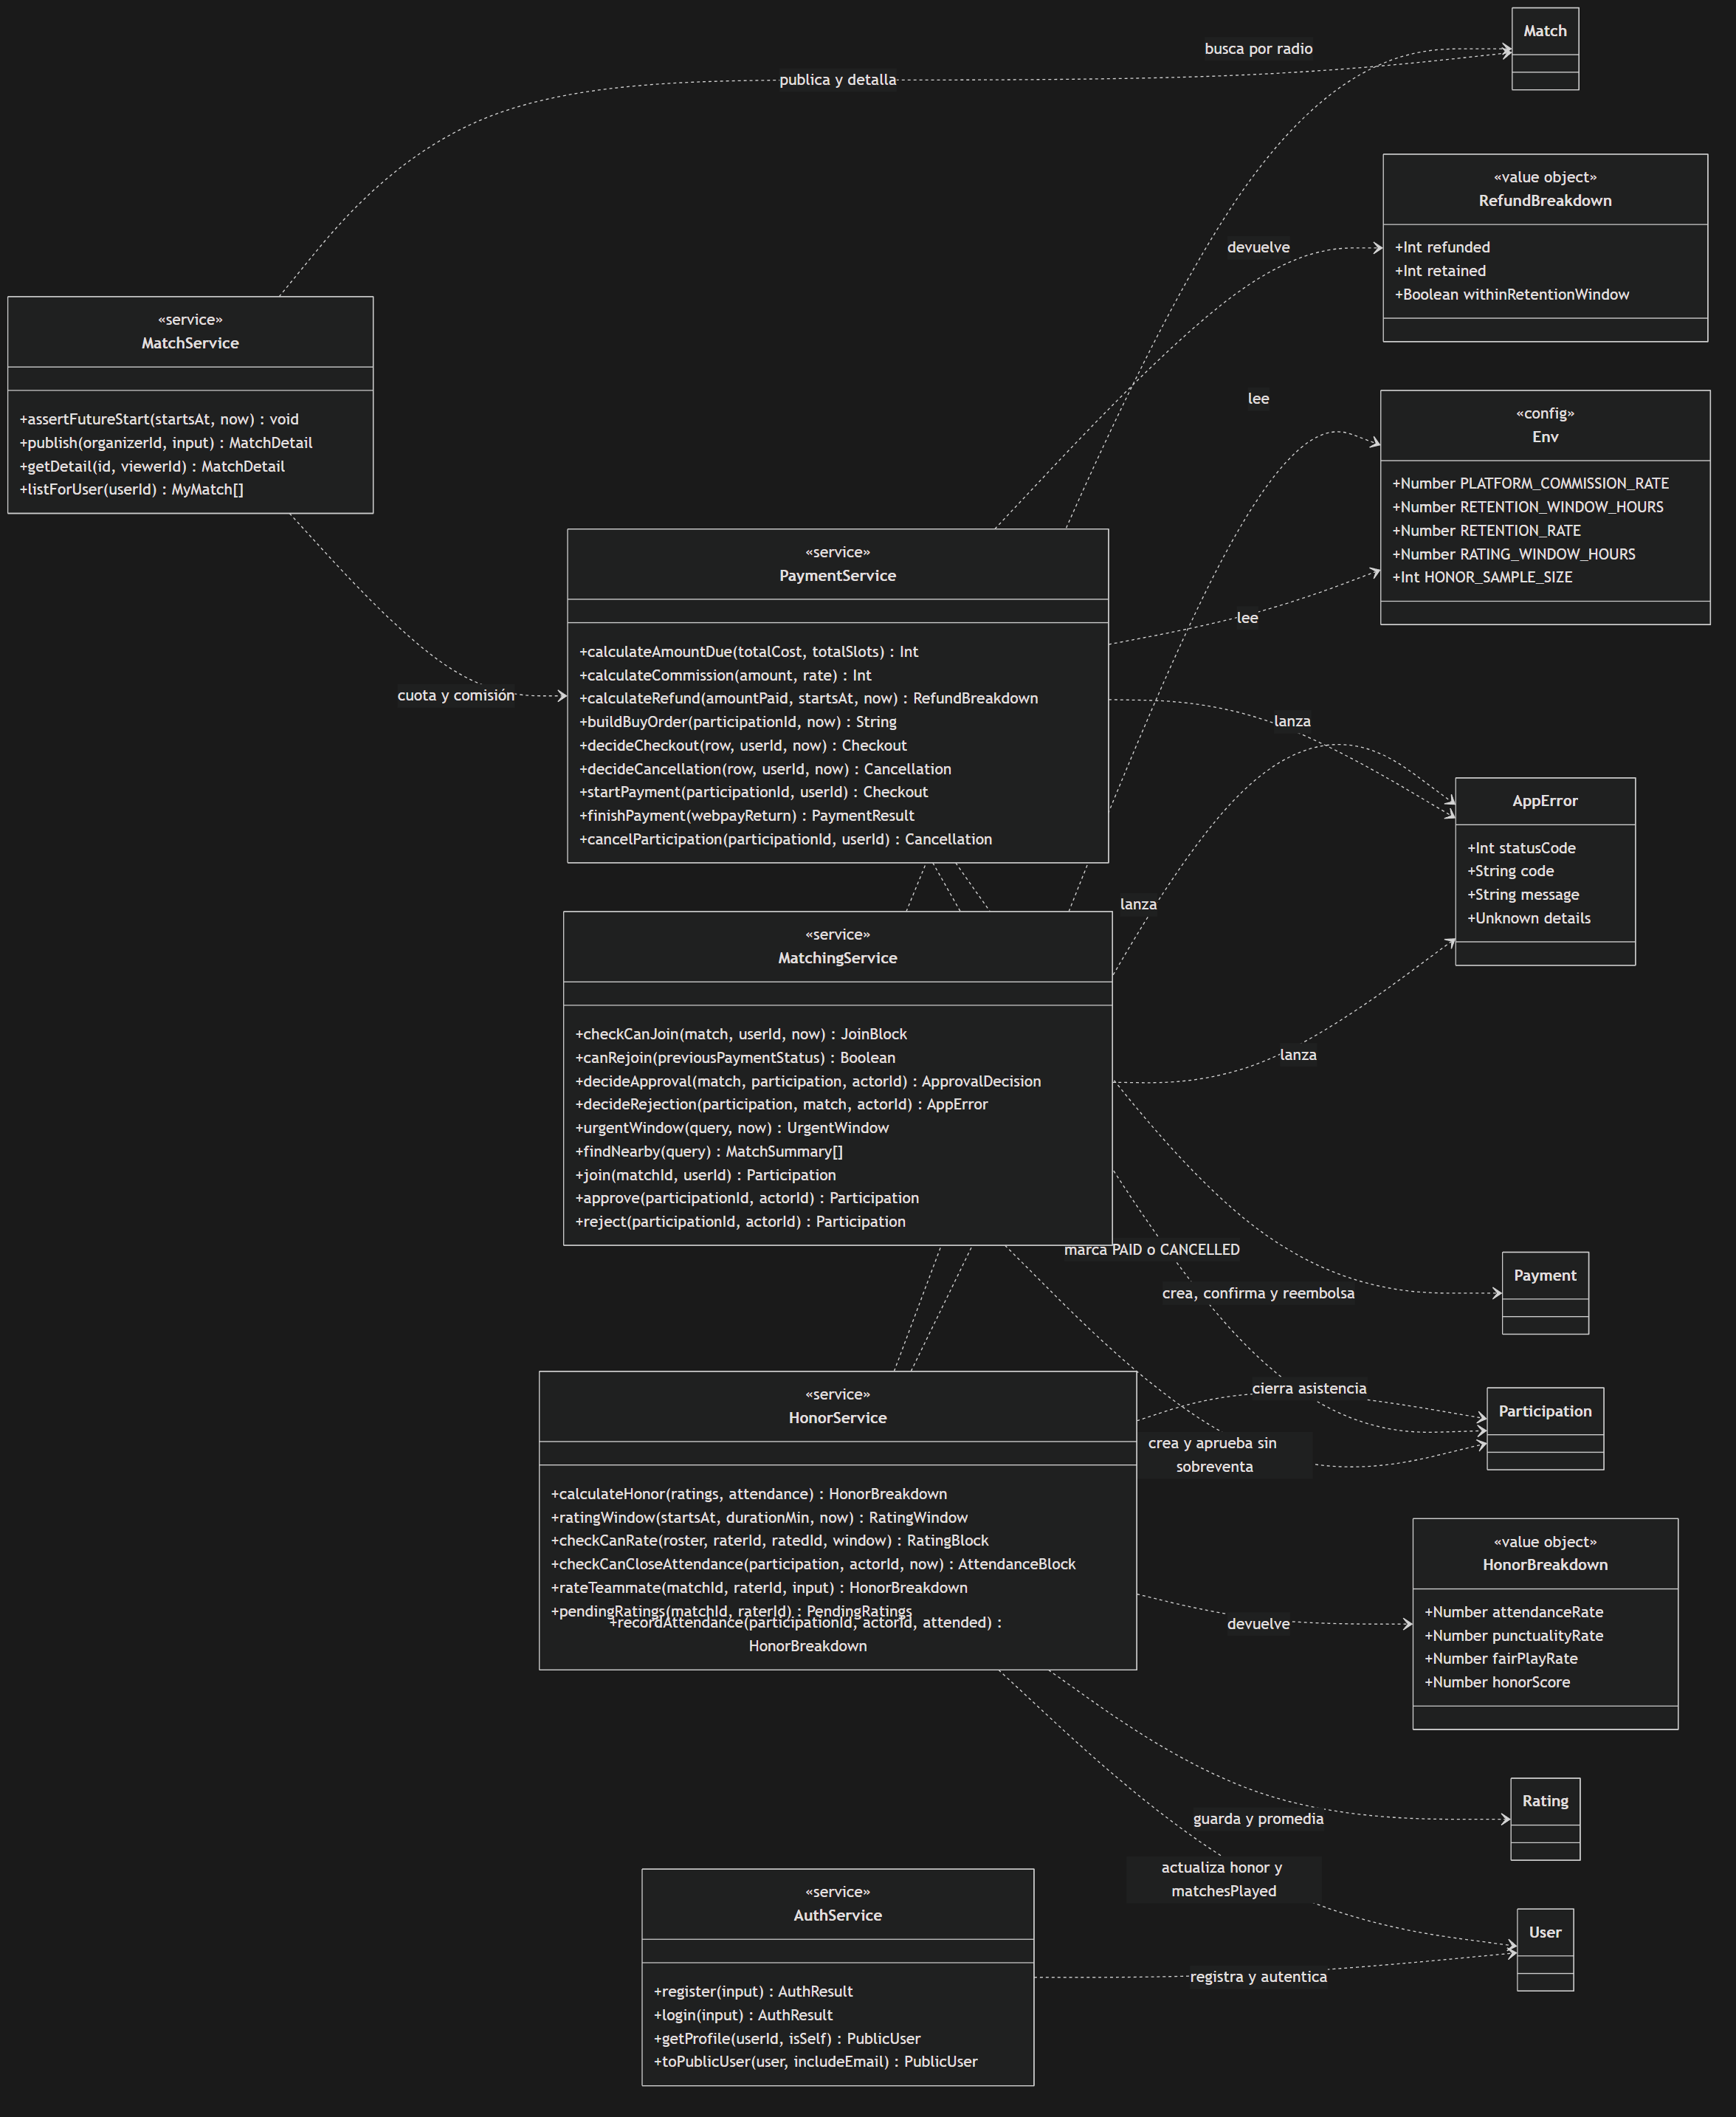 Match
busca por radio
publica y detalla
«value object»
RefundBreakdown
+Int refunded
+Int retained
+Boolean withinRetentionWindow
devuelve
«service»
MatchService
+assertFutureStart(startsAt, now) : void
+publish(organizerId, input) : MatchDetail
+getDetail(id, viewerId) : MatchDetail
+listForUser(userId) : MyMatch[]
lee
«config»
Env
+Number PLATFORM_COMMISSION_RATE
+Number RETENTION_WINDOW_HOURS
+Number RETENTION_RATE
+Number RATING_WINDOW_HOURS
+Int HONOR_SAMPLE_SIZE
«service»
PaymentService
+calculateAmountDue(totalCost, totalSlots) : Int
+calculateCommission(amount, rate) : Int
+calculateRefund(amountPaid, startsAt, now) : RefundBreakdown
+buildBuyOrder(participationId, now) : String
+decideCheckout(row, userId, now) : Checkout
+decideCancellation(row, userId, now) : Cancellation
+startPayment(participationId, userId) : Checkout
+finishPayment(webpayReturn) : PaymentResult
+cancelParticipation(participationId, userId) : Cancellation
lee
cuota y comisión
lanza
AppError
+Int statusCode
+String code
+String message
+Unknown details
lanza
«service»
MatchingService
+checkCanJoin(match, userId, now) : JoinBlock
+canRejoin(previousPaymentStatus) : Boolean
+decideApproval(match, participation, actorId) : ApprovalDecision
+decideRejection(participation, match, actorId) : AppError
+urgentWindow(query, now) : UrgentWindow
+findNearby(query) : MatchSummary[]
+join(matchId, userId) : Participation
+approve(participationId, actorId) : Participation
+reject(participationId, actorId) : Participation
lanza
marca PAID o CANCELLED
Payment
crea, confirma y reembolsa
cierra asistencia
Participation
crea y aprueba sin
sobreventa
«service»
HonorService
+calculateHonor(ratings, attendance) : HonorBreakdown
+ratingWindow(startsAt, durationMin, now) : RatingWindow
+checkCanRate(roster, raterId, ratedId, window) : RatingBlock
+checkCanCloseAttendance(participation, actorId, now) : AttendanceBlock
+rateTeammate(matchId, raterId, input) : HonorBreakdown
+pendingRatings(matchId, raterId) : PendingRatings
+recordAttendance(participationId, actorId, attended) :
HonorBreakdown
«value object»
HonorBreakdown
+Number attendanceRate
+Number punctualityRate
+Number fairPlayRate
+Number honorScore
devuelve
Rating
guarda y promedia
actualiza honor y
matchesPlayed
«service»
AuthService
+register(input) : AuthResult
+login(input) : AuthResult
+getProfile(userId, isSelf) : PublicUser
+toPublicUser(user, includeEmail) : PublicUser
User
registra y autentica